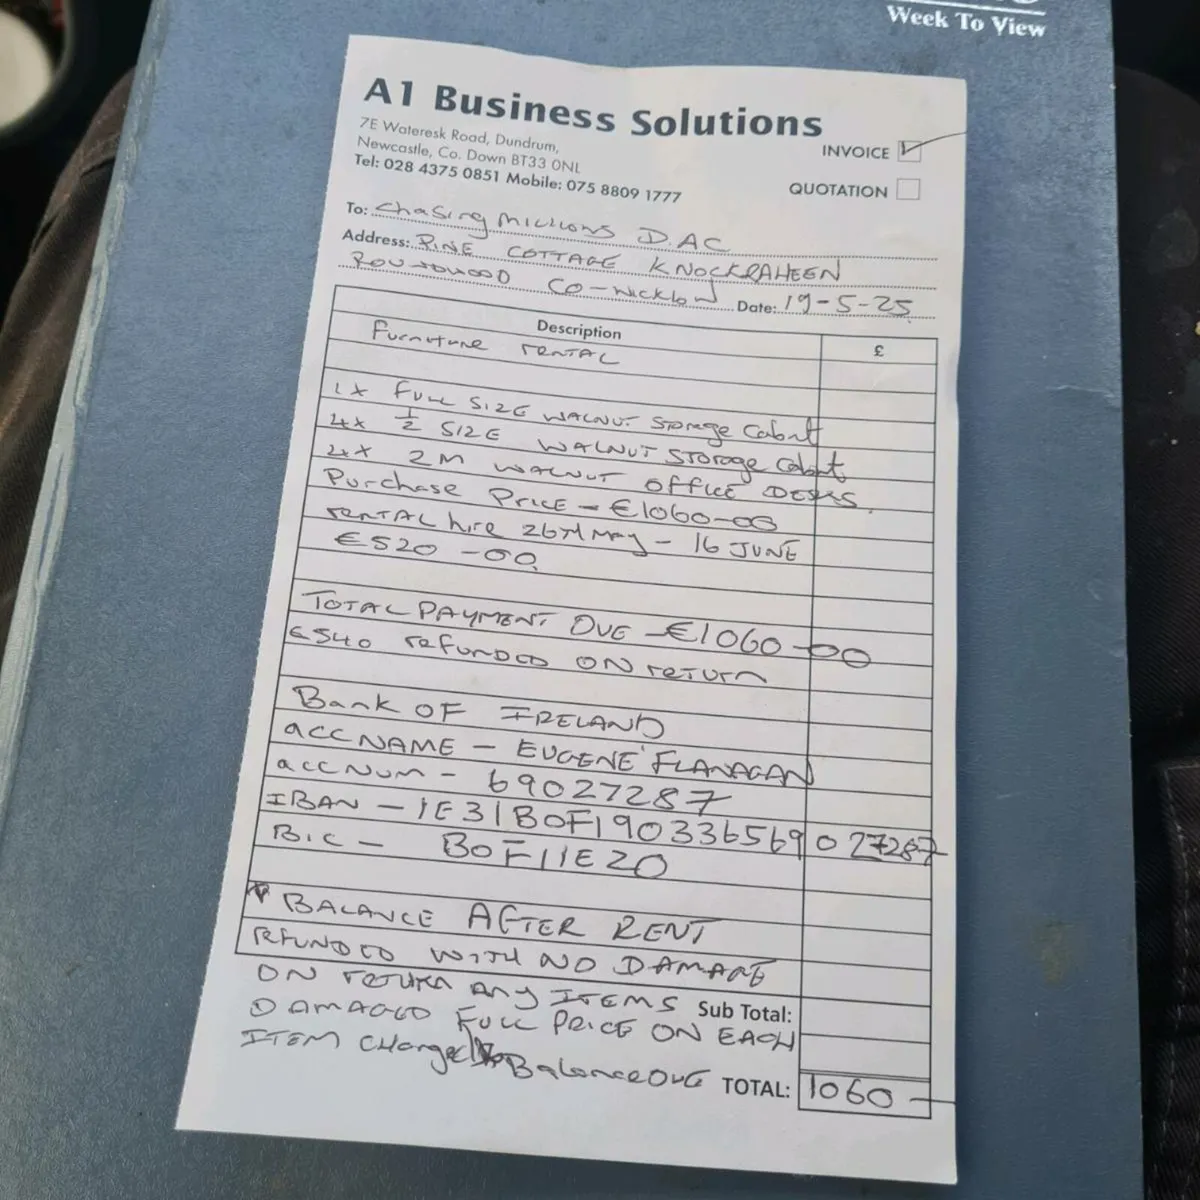 Week To View
A1 Business Solutions
7E Wateresk Road, Dundrum,
Newcastle, Co. Down BT33 0NL
Tel: 028 4375 0851 Mobile: 075 8809 1777
INVOICE
QUOTATION
To: Chasing Millions D.AC
Address: PINE COTTAGE KNOCKRAHEEN
ROUNDWOOD CO-WICKLOW Date: 19-5-25
Description £
Furniture RENTAL
1x FULL SIZE WALNUT Storage Cabnt
4x 1/2 SIZE WALNUT STORAGE Cabnt
4x 2M WALNUT OFFICE DESKS
Purchase PRICE - €1060-00
RENTAL hire 26TH MAY - 16 JUNE
€520-00
TOTAL PAYMENT DUE - €1060-00
€540 refunded ON return
Bank OF IRELAND
ACC NAME - EUGENE FLANAGAN
acc Num - 69027287
IBAN - IE31BOFI90336569027287
BIC - BOFIIE2D
BALANCE AFTER RENT
REFUNDED WITH NO DAMAGE
ON RETURN ANY ITEMS Sub Total:
DAMAGED FULL PRICE ON EACH
ITEM Charged Balance DUE TOTAL: 1060-